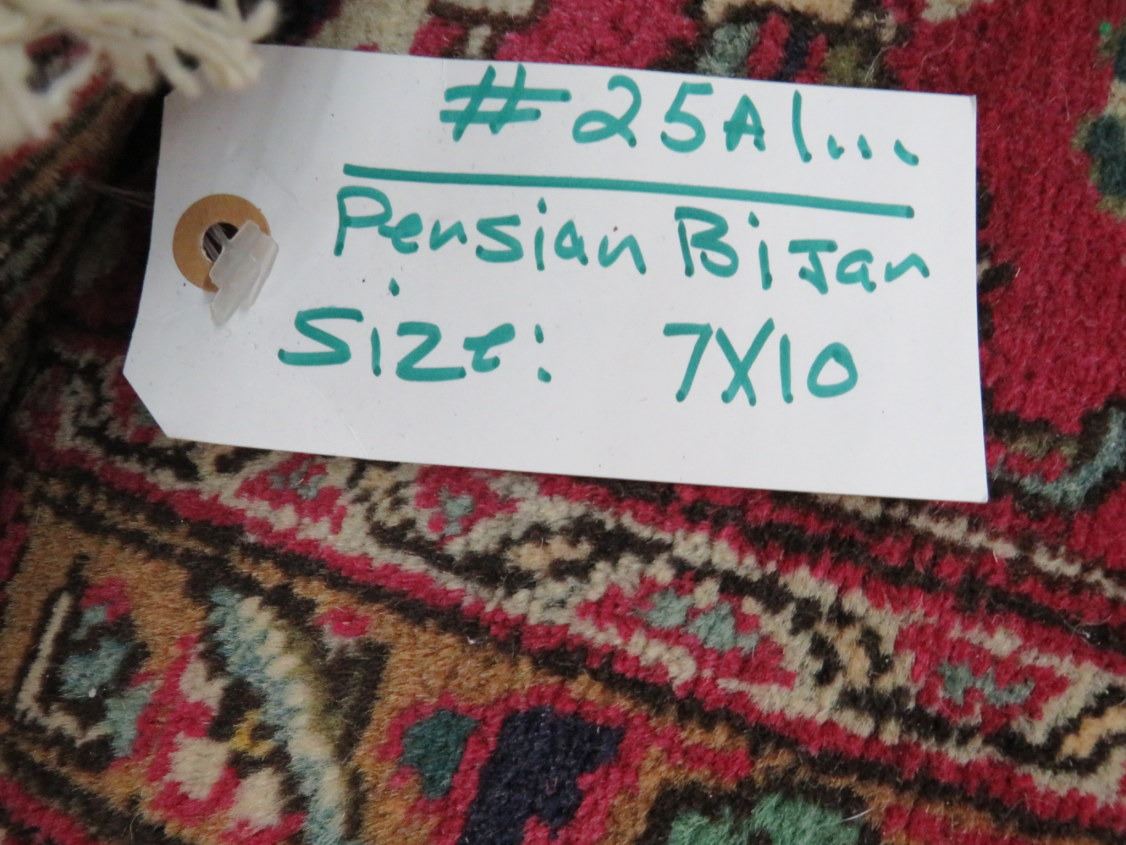 #25A1...
Persian BiJan
Size: 7X10